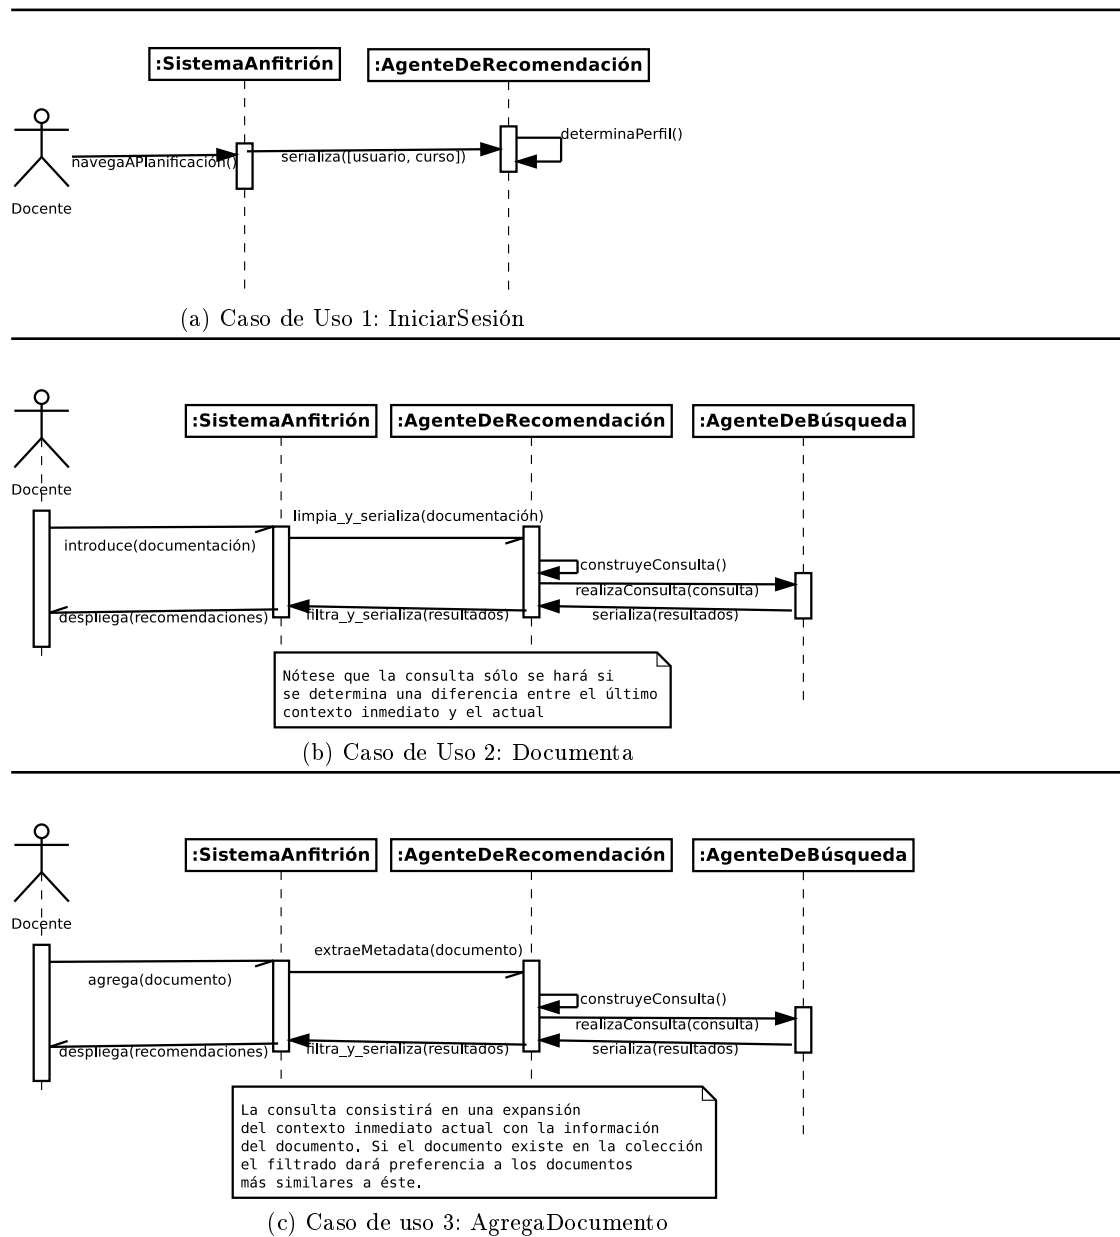 :SistemaAnfitrión
:AgenteDeRecomendación
determinaPerfil()
navegaAPlanificación()
serializa([usuario, curso])
Docente
(a) Caso de Uso 1: IniciarSesión
:SistemaAnfitrión
:AgenteDeRecomendación
:AgenteDeBúsqueda
Docente
limpia_y_serializa(documentación)
introduce(documentación)
construyeConsulta()
realizaConsulta(consulta)
despliega(recomendaciones)
filtra_y_serializa(resultados)
serializa(resultados)
Nótese que la consulta sólo se hará si
se determina una diferencia entre el último
contexto inmediato y el actual
(b) Caso de Uso 2: Documenta
:SistemaAnfitrión
:AgenteDeRecomendación
:AgenteDeBúsqueda
Docente
extraeMetadata(documento)
agrega(documento)
construyeConsulta()
realizaConsulta(consulta)
despliega(recomendaciones)
filtra_y_serializa(resultados)
serializa(resultados)
La consulta consistirá en una expansión
del contexto inmediato actual con la información
del documento. Si el documento existe en la colección
el filtrado dará preferencia a los documentos
más similares a éste.
(c) Caso de uso 3: AgregaDocumento